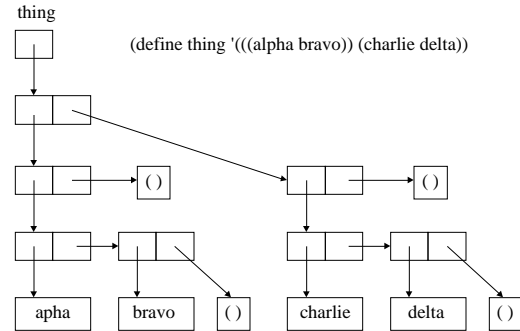 thing
(define thing '(((alpha bravo)) (charlie delta))
( ) ( )
apha bravo ( ) charlie delta ( )